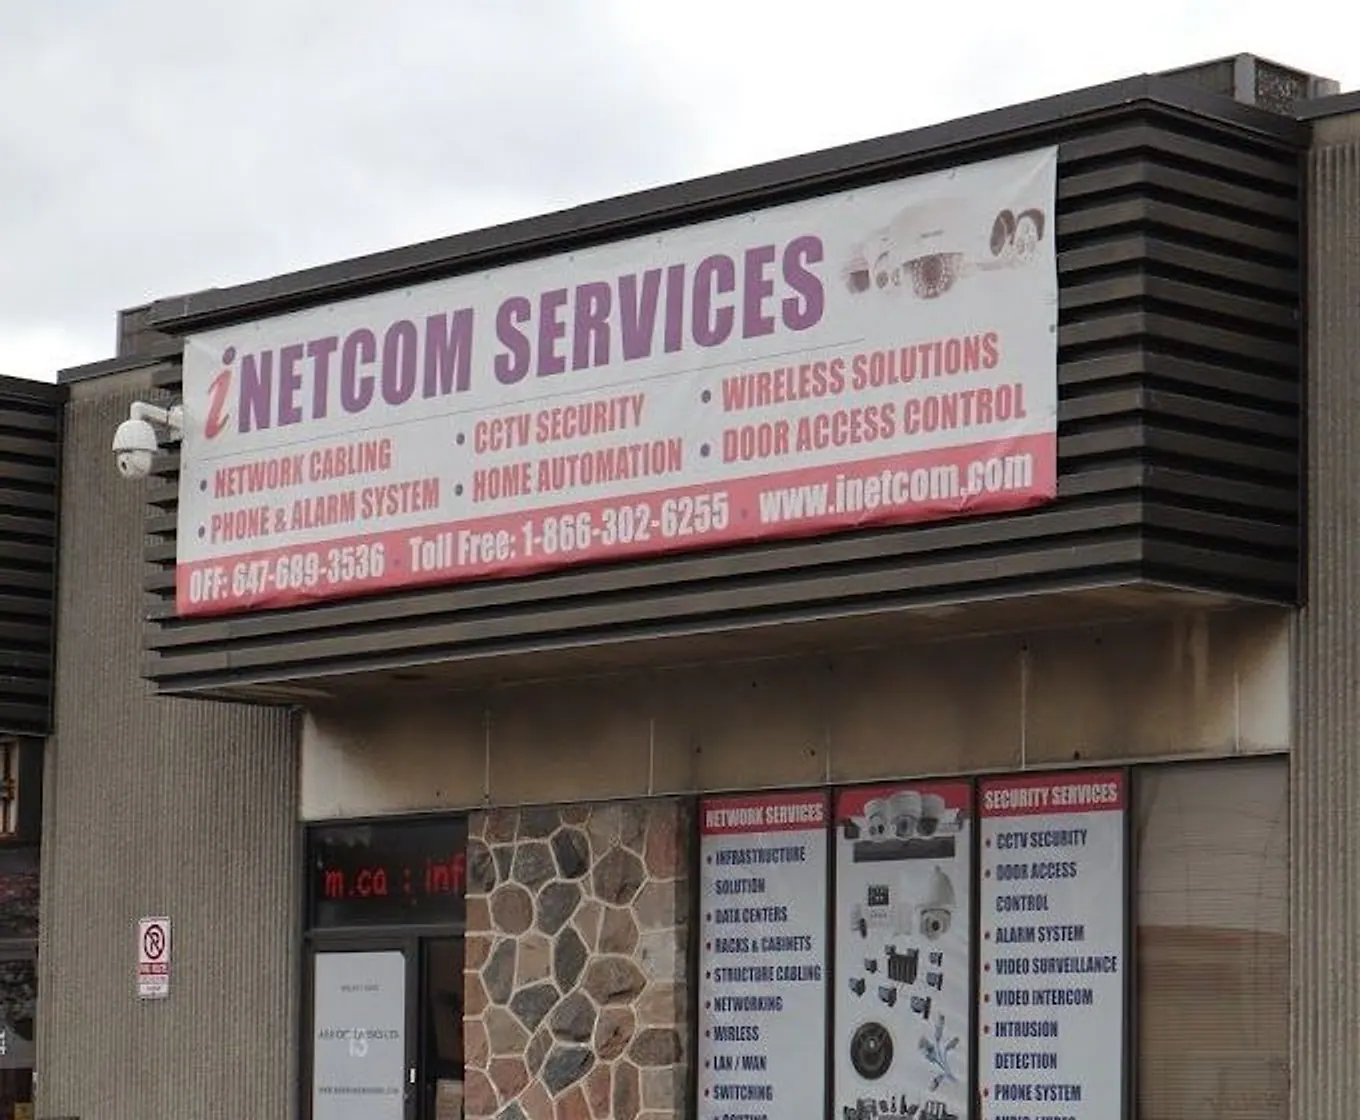 iNETCOM SERVICES
• NETWORK CABLING
• PHONE & ALARM SYSTEM
• CCTV SECURITY
• HOME AUTOMATION
• WIRELESS SOLUTIONS
• DOOR ACCESS CONTROL
OFF: 647-689-3536 · Toll Free: 1-866-302-6255 · www.inetcom.com
m.ca : inf
NETWORK SERVICES
• INFRASTRUCTURE
SOLUTION
• DATA CENTERS
• RACKS & CABINETS
• STRUCTURE CABLING
• NETWORKING
• WIRLESS
• LAN / WAN
• SWITCHING
SECURITY SERVICES
• CCTV SECURITY
• DOOR ACCESS
CONTROL
• ALARM SYSTEM
• VIDEO SURVEILLANCE
• VIDEO INTERCOM
• INTRUSION
DETECTION
• PHONE SYSTEM
13